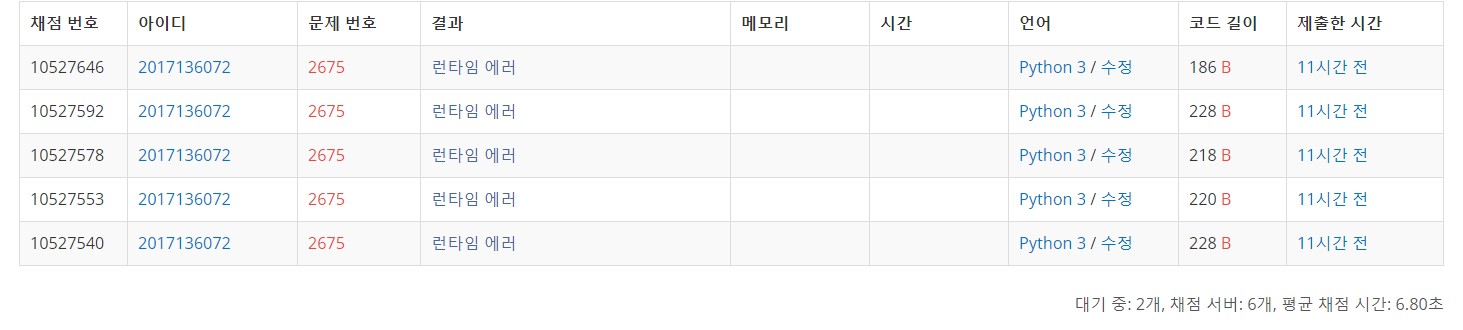 채점 번호 아이디 문제 번호 결과 메모리 시간 언어 코드 길이 제출한 시간
10527646 2017136072 2675 런타임 에러 Python 3 / 수정 186 B 11시간 전
10527592 2017136072 2675 런타임 에러 Python 3 / 수정 228 B 11시간 전
10527578 2017136072 2675 런타임 에러 Python 3 / 수정 218 B 11시간 전
10527553 2017136072 2675 런타임 에러 Python 3 / 수정 220 B 11시간 전
10527540 2017136072 2675 런타임 에러 Python 3 / 수정 228 B 11시간 전
대기 중: 2개, 채점 서버: 6개, 평균 채점 시간: 6.80초